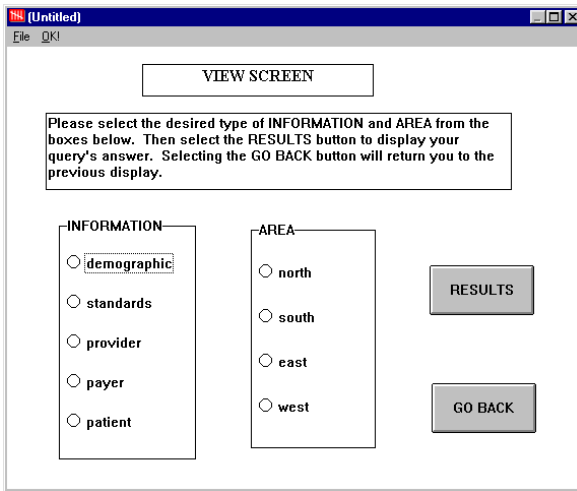 (Untitled)
File OK!
VIEW SCREEN
Please select the desired type of INFORMATION and AREA from the
boxes below. Then select the RESULTS button to display your
query's answer. Selecting the GO BACK button will return you to the
previous display.
INFORMATION
demographic
standards
provider
payer
patient
AREA
north
south
east
west
RESULTS
GO BACK